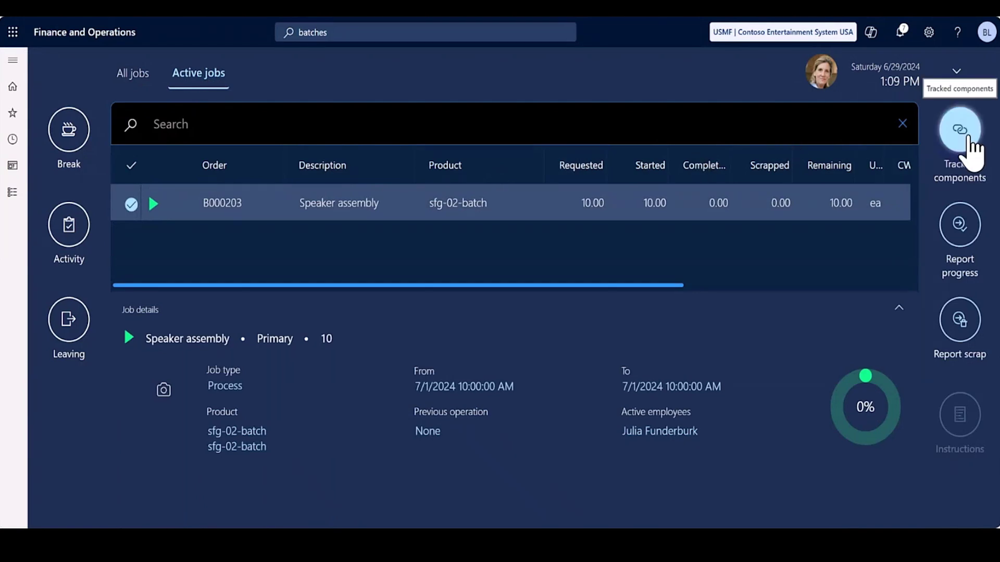 Finance and Operations
batches
USMF | Contoso Entertainment System USA
7
BL
All jobs
Active jobs
Saturday 6/29/2024
1:09 PM
Tracked components
Search
Break
Activity
Leaving
Order Description Product Requested Started Complet... Scrapped Remaining U... CW
B000203 Speaker assembly sfg-02-batch 10.00 10.00 0.00 0.00 10.00 ea
components
Report
progress
Report scrap
Instructions
Job details
Speaker assembly • Primary • 10
Job type
Process
From
7/1/2024 10:00:00 AM
To
7/1/2024 10:00:00 AM
Product
sfg-02-batch
sfg-02-batch
Previous operation
None
Active employees
Julia Funderburk
0%